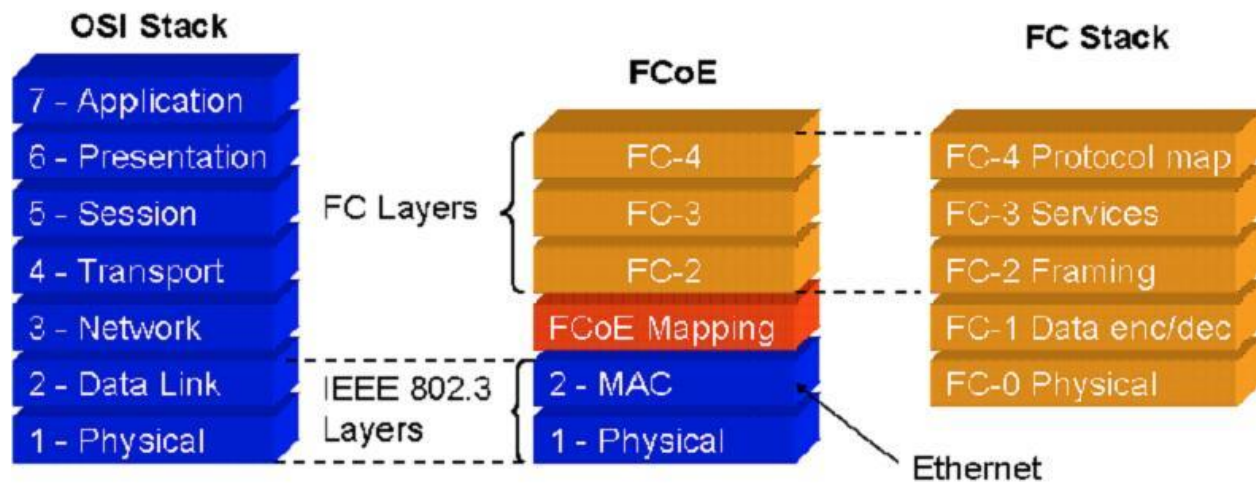 OSI Stack
7 - Application
6 - Presentation
5 - Session
4 - Transport
3 - Network
2 - Data Link
1 - Physical
FC Layers
IEEE 802.3
Layers
FCoE
FC-4
FC-3
FC-2
FCoE Mapping
2 - MAC
1 - Physical
Ethernet
FC Stack
FC-4 Protocol map
FC-3 Services
FC-2 Framing
FC-1 Data enc/dec
FC-0 Physical